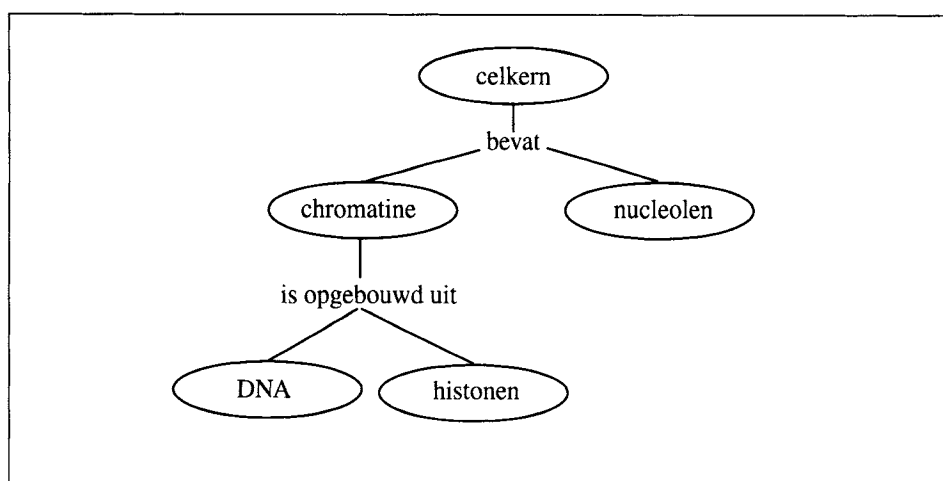 celkern
bevat
chromatine nucleolen
is opgebouwd uit
DNA histonen